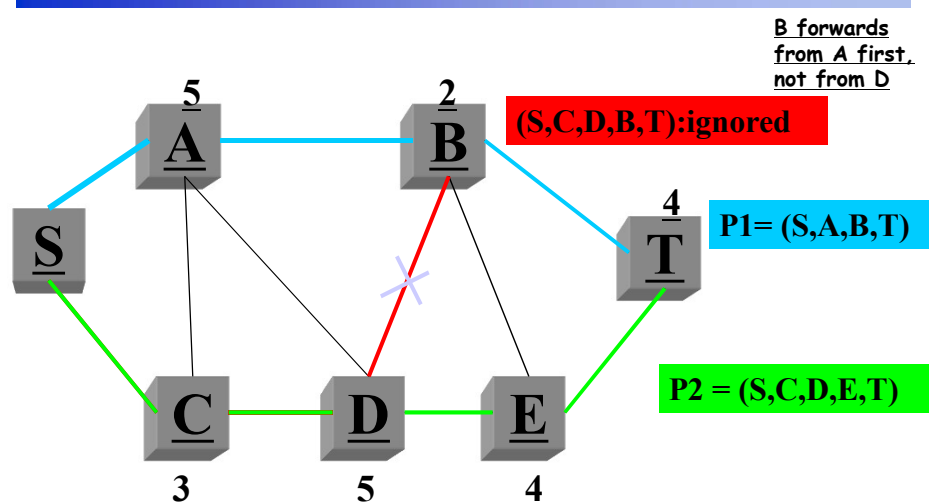 B forwards
from A first,
not from D
5
2
A
B
(S,C,D,B,T):ignored
4
S
T
P1= (S,A,B,T)
P2 = (S,C,D,E,T)
C
D
E
3
5
4